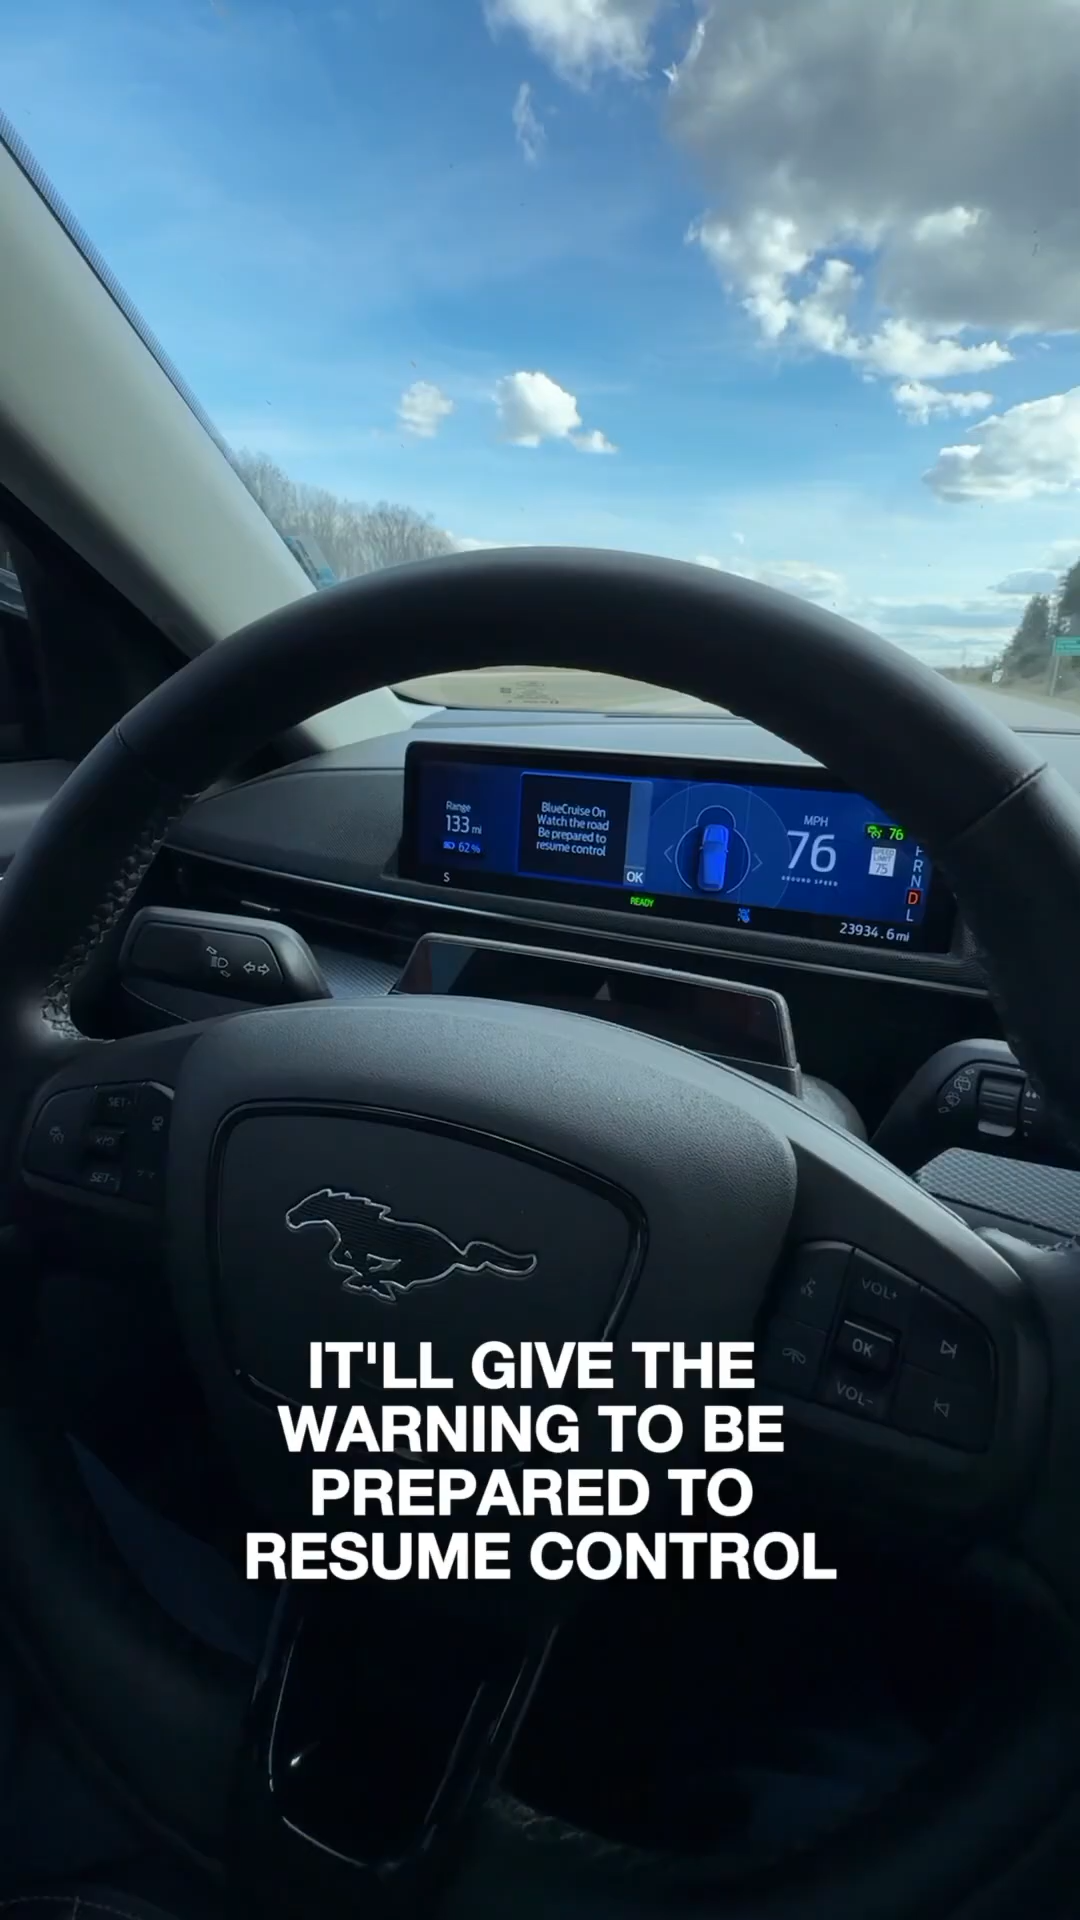 Range
133 mi
62 %
BlueCruise On
Watch the road
Be prepared to
resume control
OK
MPH
76
GROUND SPEED
76
SPEED
LIMIT
75
P
R
N
D
L
S
READY
23934.6 mi
SET+
SET-
VOL+
OK
VOL-
IT'LL GIVE THE
WARNING TO BE
PREPARED TO
RESUME CONTROL